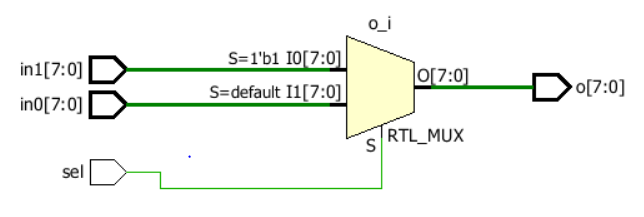 o_i
in1[7:0]
S=1'b1 I0[7:0]
O[7:0]
o[7:0]
in0[7:0]
S=default I1[7:0]
S
RTL_MUX
sel